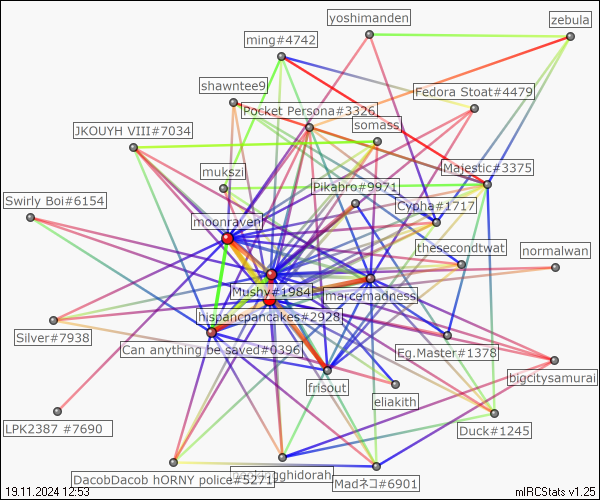 yoshimanden
zebula
ming#4742
shawntee9
Fedora Stoat#4479
Pocket Persona#3326
somass
JKOUYH VIII#7034
Majestic#3375
mukszi
Pikabro#9971
Swirly Boi#6154
Cypha#1717
moonraven
thesecondtwat
normalwan
Mushy#1984
marcemadness
hispancpancakes#2928
Silver#7938
Can anything be saved#0396
Eg.Master#1378
bigcitysamurai
frisout
eliakith
LPK2387 #7690
Duck#1245
DacobDacob hORNY police#5271
Madネコ#6901
19.11.2024 12:53
mIRCStats v1.25